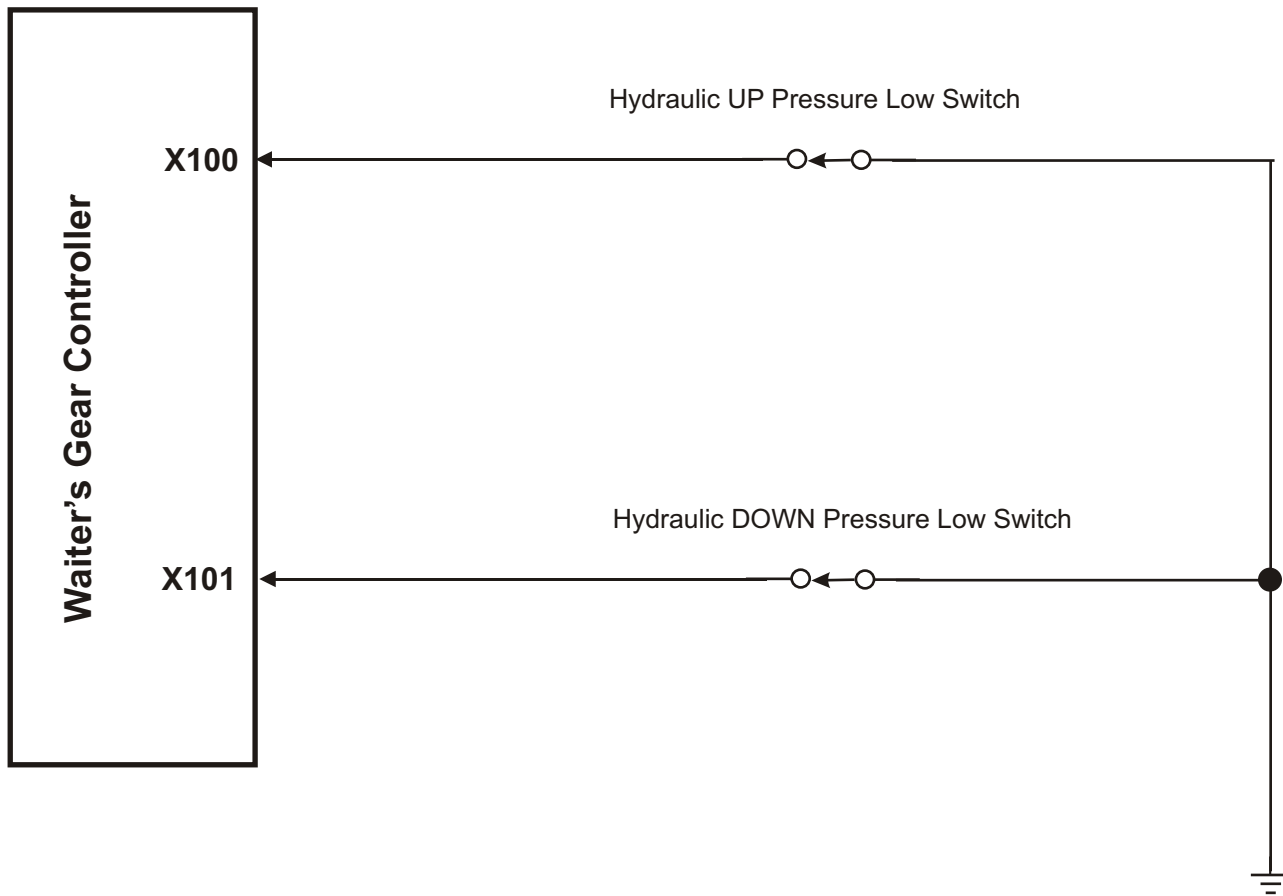 Hydraulic UP Pressure Low Switch
X100
Waiter's Gear Controller
Hydraulic DOWN Pressure Low Switch
X101